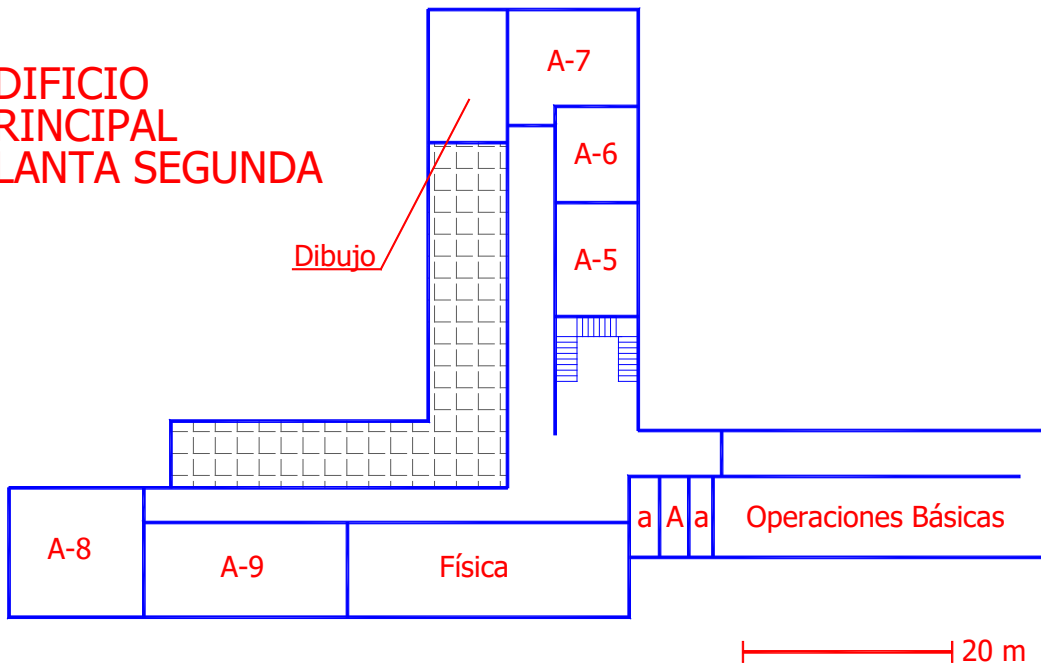 DIFICIO
RINCIPAL
LANTA SEGUNDA
A-7
A-6
Dibujo
A-5
a A a
Operaciones Básicas
A-8
A-9
Física
20 m